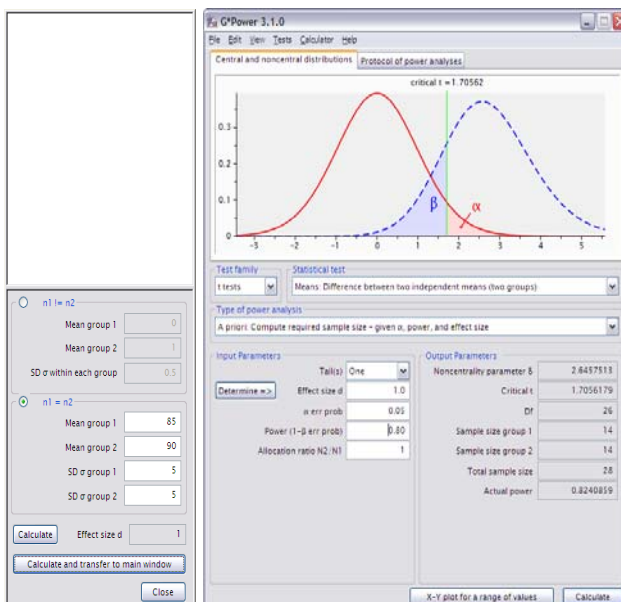 n1 != n2
Mean group 1 0
Mean group 2 1
SD σ within each group 0.5
n1 = n2
Mean group 1 85
Mean group 2 90
SD σ group 1 5
SD σ group 2 5
Calculate Effect size d 1
Calculate and transfer to main window
Close
G*Power 3.1.0
File Edit View Tests Calculator Help
Central and noncentral distributions Protocol of power analyses
critical t = 1.70562
0.3
0.2
0.1
0
β α
-3 -2 -1 0 1 2 3 4 5
Test family Statistical test
t tests Means: Difference between two independent means (two groups)
Type of power analysis
A priori: Compute required sample size - given α, power, and effect size
Input Parameters Output Parameters
Tail(s) One Noncentrality parameter δ 2.6457513
Determine => Effect size d 1.0 Critical t 1.7056179
α err prob 0.05 Df 26
Power (1-β err prob) 0.80 Sample size group 1 14
Allocation ratio N2/N1 1 Sample size group 2 14
Total sample size 28
Actual power 0.8240859
X-Y plot for a range of values Calculate